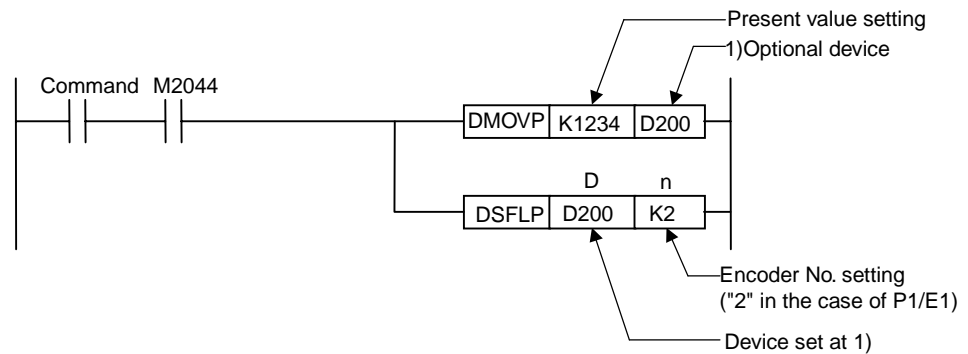 Present value setting
1)Optional device
Command M2044
DMOVP K1234 D200
D n
DSFLP D200 K2
Encoder No. setting
("2" in the case of P1/E1)
Device set at 1)